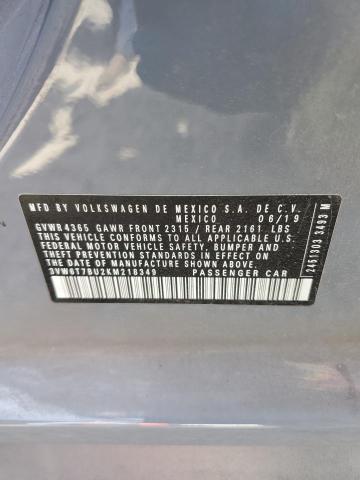 MFD BY VOLKSWAGEN DE MEXICO S.A. DE C.V.
MEXICO 06/19
GVWR 4365 GAWR FRONT 2315 / REAR 2161 LBS
THIS VEHICLE CONFORMS TO ALL APPLICABLE U.S.
FEDERAL MOTOR VEHICLE SAFETY, BUMPER AND
THEFT PREVENTION STANDARDS IN EFFECT ON
THE DATE OF MANUFACTURE SHOWN ABOVE.
3VW6T7BU2KM218349 PASSENGER CAR
2451303 3493 M